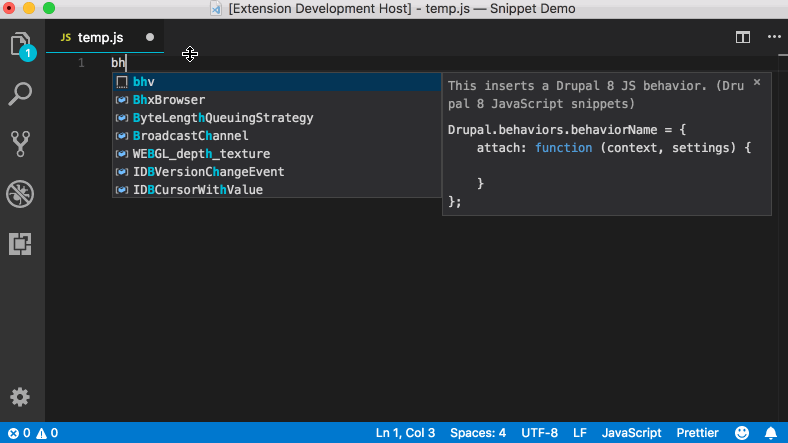 [Extension Development Host] - temp.js — Snippet Demo
JS temp.js
1
1 bh
bhv
BhxBrowser
ByteLengthQueuingStrategy
BroadcastChannel
WEBGL_depth_texture
IDBVersionChangeEvent
IDBCursorWithValue
This inserts a Drupal 8 JS behavior. (Dru
pal 8 JavaScript snippets)
Drupal.behaviors.behaviorName = {
attach: function (context, settings) {
}
};
0 0 Ln 1, Col 3 Spaces: 4 UTF-8 LF JavaScript Prettier